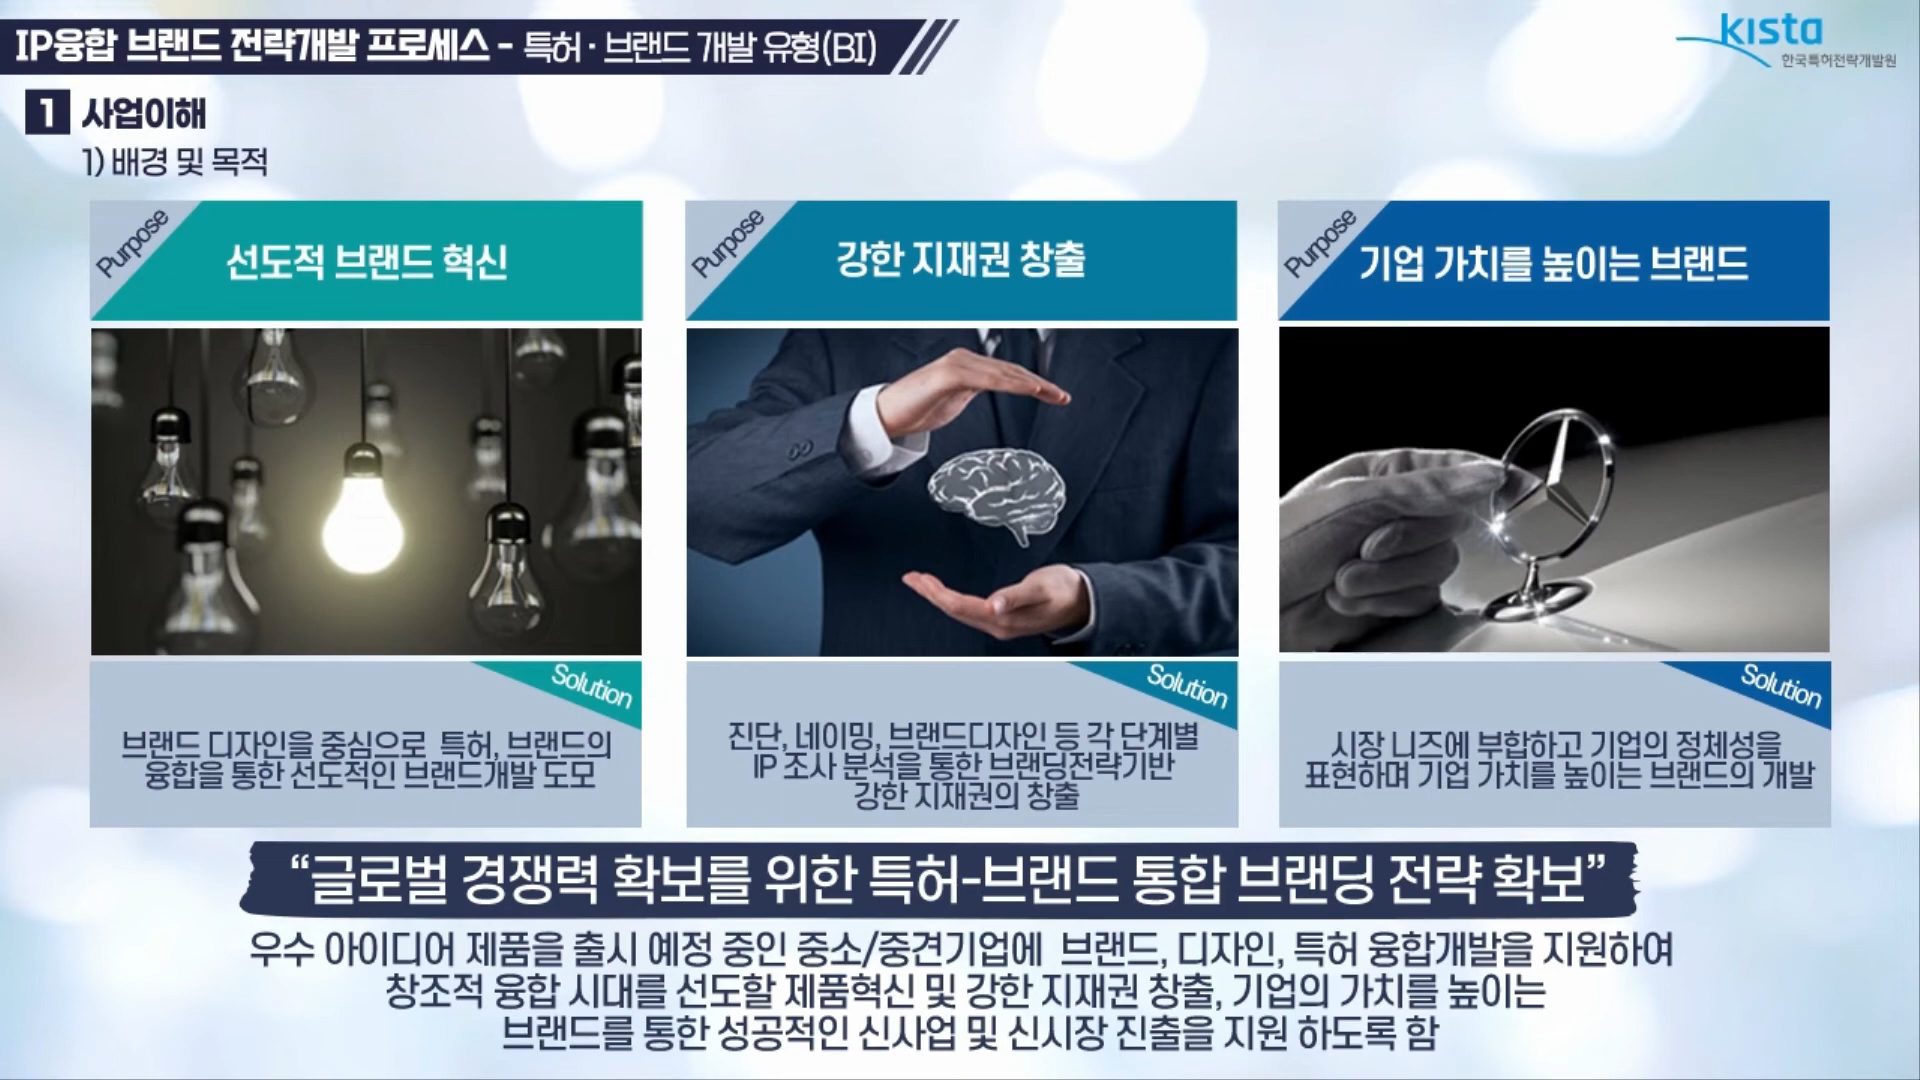 IP융합 브랜드 전략개발 프로세스 - 특허·브랜드 개발 유형(BI)
kista
한국특허전략개발원
1 사업이해
1) 배경 및 목적
Purpose
선도적 브랜드 혁신
Purpose
강한 지재권 창출
Purpose
기업 가치를 높이는 브랜드
Solution
브랜드 디자인을 중심으로 특허, 브랜드의
융합을 통한 선도적인 브랜드개발 도모
Solution
진단, 네이밍, 브랜드디자인 등 각 단계별
IP 조사 분석을 통한 브랜딩전략기반
강한 지재권의 창출
Solution
시장 니즈에 부합하고 기업의 정체성을
표현하며 기업 가치를 높이는 브랜드의 개발
“글로벌 경쟁력 확보를 위한 특허-브랜드 통합 브랜딩 전략 확보”
우수 아이디어 제품을 출시 예정 중인 중소/중견기업에 브랜드, 디자인, 특허 융합개발을 지원하여
창조적 융합 시대를 선도할 제품혁신 및 강한 지재권 창출, 기업의 가치를 높이는
브랜드를 통한 성공적인 신사업 및 신시장 진출을 지원 하도록 함